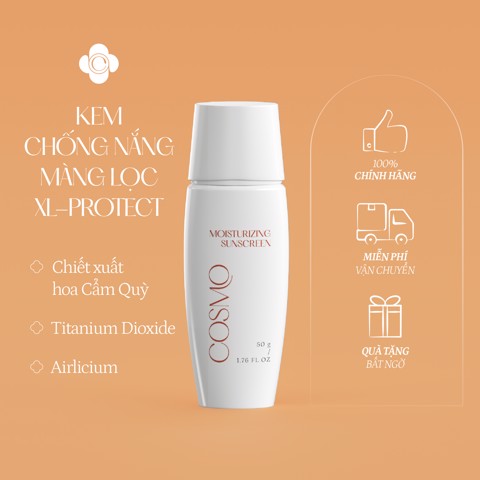 KEM
CHỐNG NẮNG
MÀNG LỌC
XL-PROTECT
Chiết xuất
hoa Cẩm Quỳ
Titanium Dioxide
Airlicium
MOISTURIZING
SUNSCREEN
COSMO
50 g
/
1.76 FL.OZ
100%
CHÍNH HÃNG
MIỄN PHÍ
VẬN CHUYỂN
QUÀ TẶNG
BẤT NGỜ